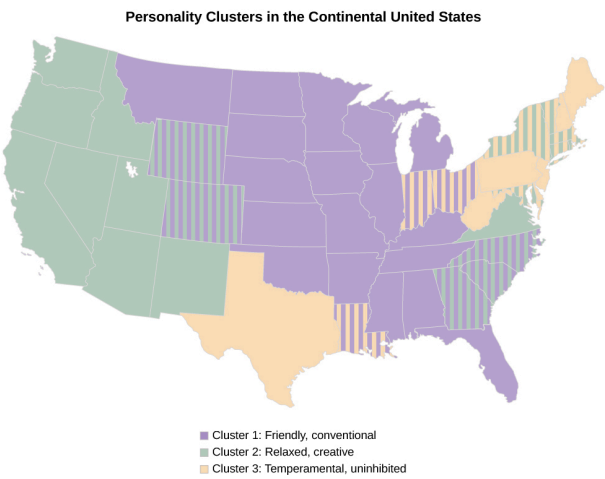 Personality Clusters in the Continental United States
Cluster 1: Friendly, conventional
Cluster 2: Relaxed, creative
Cluster 3: Temperamental, uninhibited